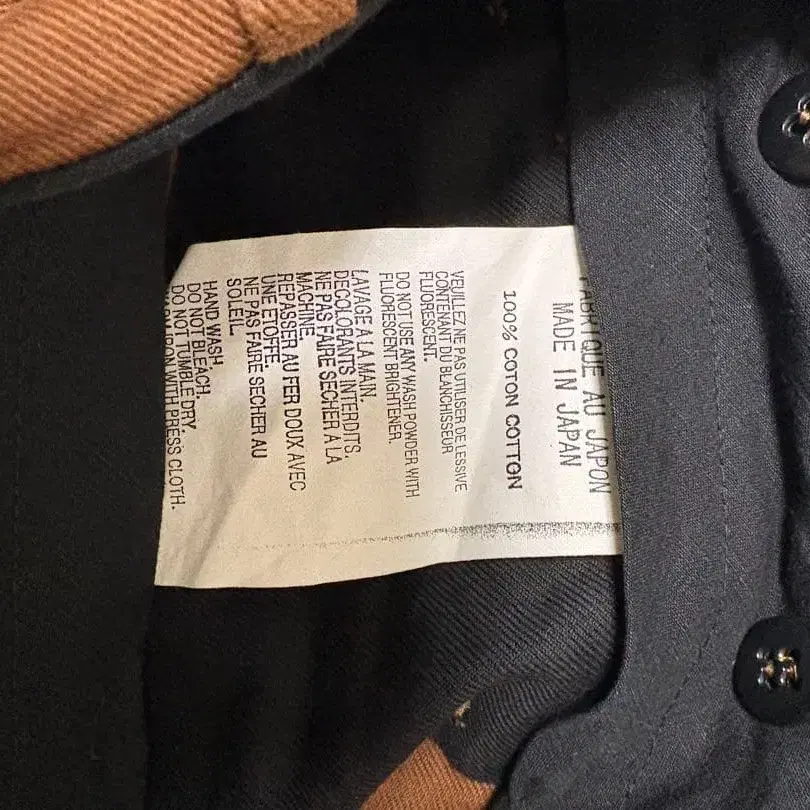 FABRIQUE AU JAPON
MADE IN JAPAN
100% COTON COTTON
VEUILLEZ NE PAS UTILISER DE LESSIVE
CONTENANT DU BLANCHISSEUR
FLUORESCENT.
DO NOT USE ANY WASH POWDER WITH
FLUORESCENT BRIGHTENER.
LAVAGE A LA MAIN.
DECOLORANTS INTERDITS.
NE PAS FAIRE SECHER A LA
MACHINE.
REPASSER AU FER DOUX AVEC
UNE ETOFFE.
NE PAS FAIRE SECHER AU
SOLEIL.
HAND WASH.
DO NOT BLEACH.
DO NOT TUMBLE DRY.
WARM IRON WITH PRESS CLOTH.